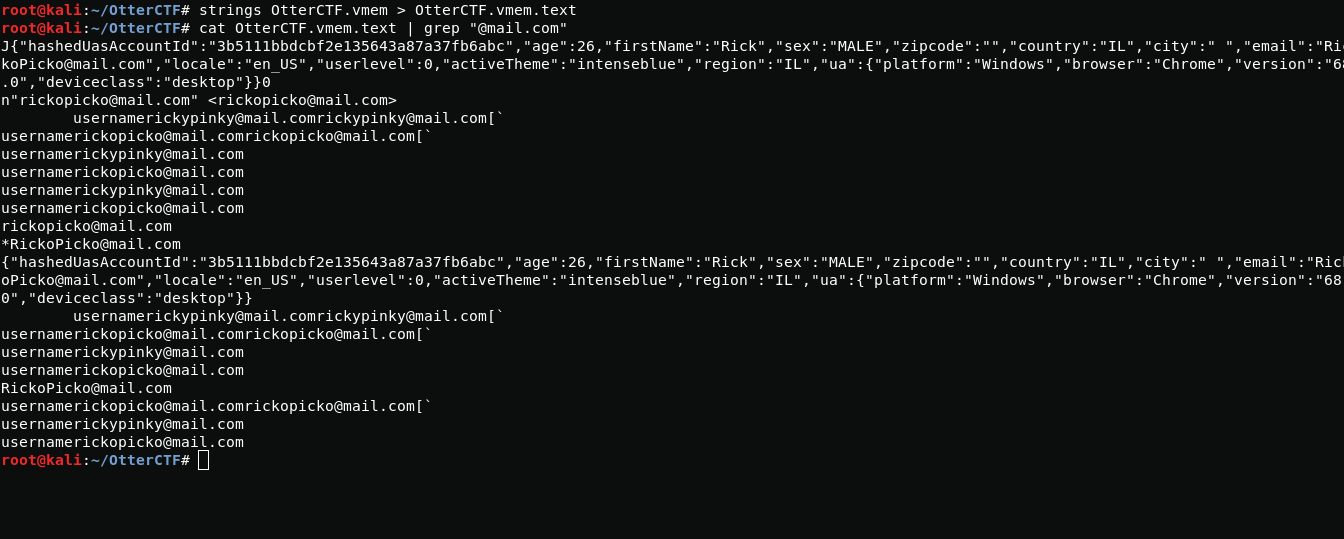 root@kali:~/OtterCTF# strings OtterCTF.vmem > OtterCTF.vmem.text
root@kali:~/OtterCTF# cat OtterCTF.vmem.text | grep "@mail.com"
J{"hashedUasAccountId":"3b5111bbdcbf2e135643a87a37fb6abc","age":26,"firstName":"Rick","sex":"MALE","zipcode":"","country":"IL","city":" ","email":"Ric
koPicko@mail.com","locale":"en_US","userlevel":0,"activeTheme":"intenseblue","region":"IL","ua":{"platform":"Windows","browser":"Chrome","version":"68
.0","deviceclass":"desktop"}}0
n"rickopicko@mail.com" <rickopicko@mail.com>
        usernamerickypinky@mail.comrickypinky@mail.com[`
usernamerickopicko@mail.comrickopicko@mail.com[`
usernamerickypinky@mail.com
usernamerickopicko@mail.com
usernamerickypinky@mail.com
usernamerickopicko@mail.com
rickopicko@mail.com
*RickoPicko@mail.com
{"hashedUasAccountId":"3b5111bbdcbf2e135643a87a37fb6abc","age":26,"firstName":"Rick","sex":"MALE","zipcode":"","country":"IL","city":" ","email":"Rick
oPicko@mail.com","locale":"en_US","userlevel":0,"activeTheme":"intenseblue","region":"IL","ua":{"platform":"Windows","browser":"Chrome","version":"68.
0","deviceclass":"desktop"}}
        usernamerickypinky@mail.comrickypinky@mail.com[`
usernamerickopicko@mail.comrickopicko@mail.com[`
usernamerickypinky@mail.com
usernamerickopicko@mail.com
RickoPicko@mail.com
usernamerickopicko@mail.comrickopicko@mail.com[`
usernamerickypinky@mail.com
usernamerickopicko@mail.com
root@kali:~/OtterCTF#